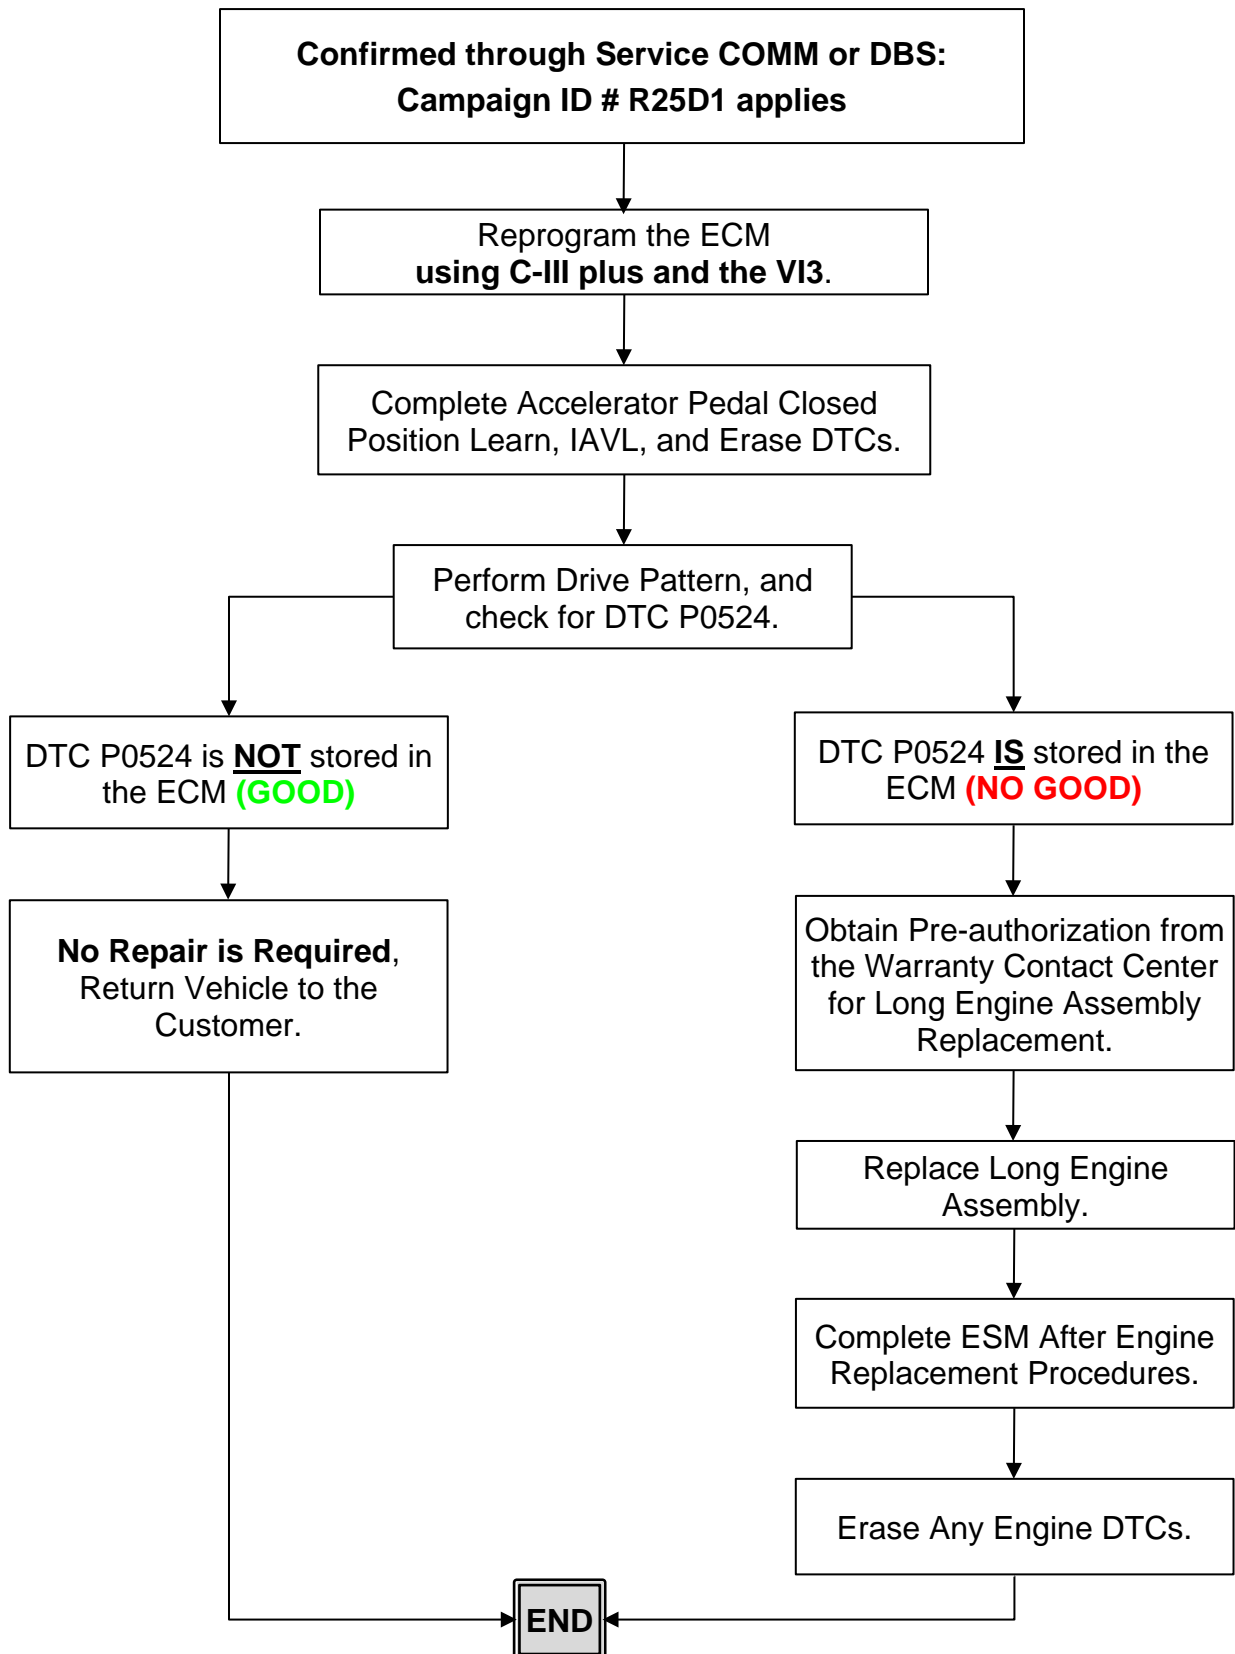 Confirmed through Service COMM or DBS:
Campaign ID # R25D1 applies
Reprogram the ECM
using C-III plus and the VI3.
Complete Accelerator Pedal Closed
Position Learn, IAVL, and Erase DTCs.
Perform Drive Pattern, and
check for DTC P0524.
DTC P0524 is NOT stored in
the ECM (GOOD)
No Repair is Required,
Return Vehicle to the
Customer.
DTC P0524 IS stored in the
ECM (NO GOOD)
Obtain Pre-authorization from
the Warranty Contact Center
for Long Engine Assembly
Replacement.
Replace Long Engine
Assembly.
Complete ESM After Engine
Replacement Procedures.
Erase Any Engine DTCs.
END